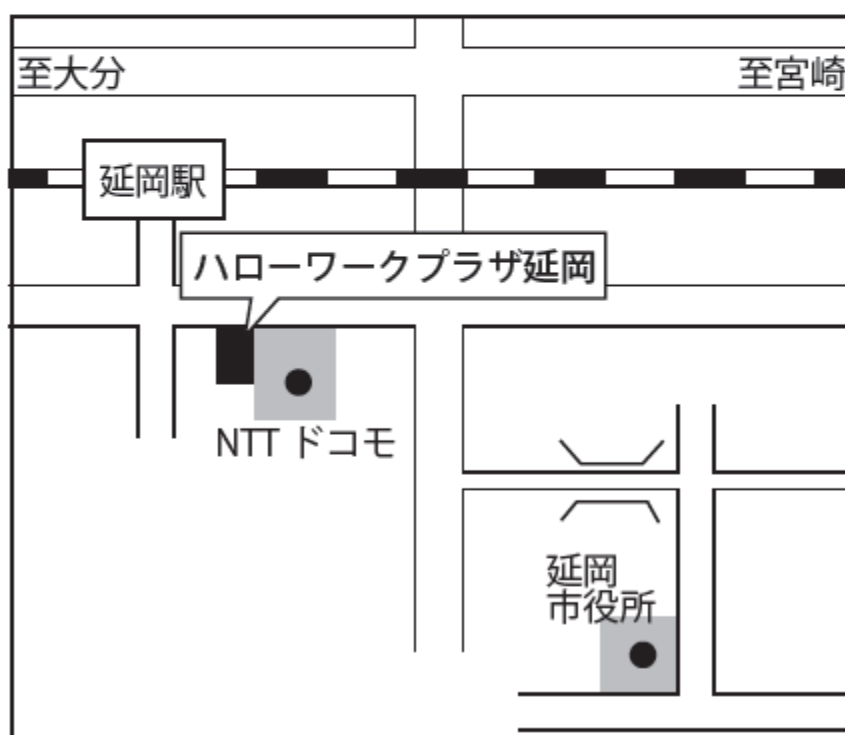 至大分
至宮崎
延岡駅
ハローワークプラザ延岡
NTT ドコモ
延岡
市役所